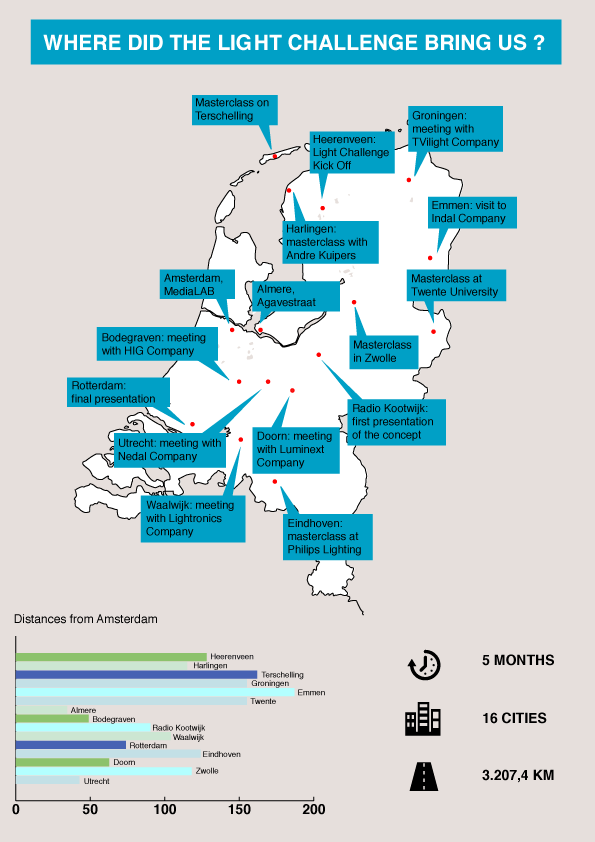 WHERE DID THE LIGHT CHALLENGE BRING US ?
Masterclass on
Terschelling
Groningen:
meeting with
TVilight Company
Heerenveen:
Light Challenge
Kick Off
Emmen: visit to
Indal Company
Harlingen:
masterclass with
Andre Kuipers
Amsterdam,
MediaLAB
Almere,
Agavestraat
Masterclass at
Twente University
Bodegraven: meeting
with HIG Company
Masterclass
in Zwolle
Rotterdam:
final presentation
Radio Kootwijk:
first presentation
of the concept
Utrecht: meeting with
Nedal Company
Doorn: meeting
with Luminext
Company
Waalwijk: meeting
with Lightronics
Company
Eindhoven:
masterclass at
Philips Lighting
Distances from Amsterdam
Heerenveen
Harlingen
Terschelling
Groningen
Emmen
Twente
Almere
Bodegraven
Radio Kootwijk
Waalwijk
Rotterdam
Eindhoven
Doorn
Zwolle
Utrecht
0 50 100 150 200
5 MONTHS
16 CITIES
3.207,4 KM